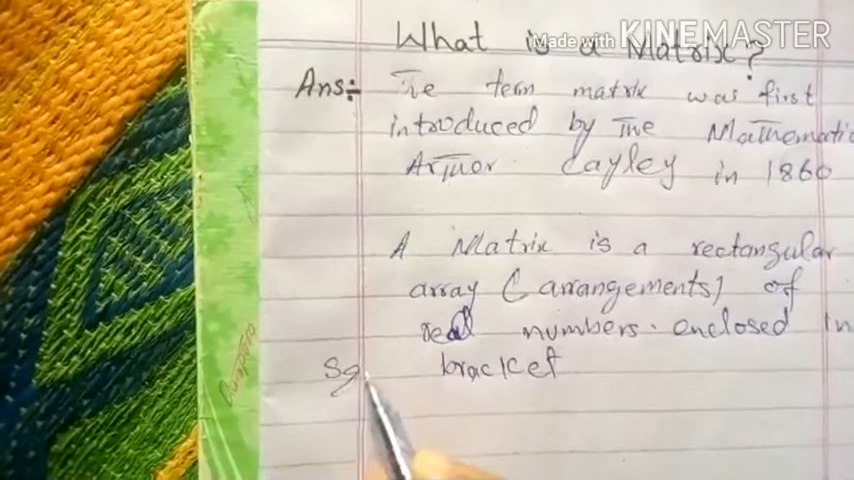 What is a Matrix?
Made with KINEMASTER
Ans:- The term matrix was first
introduced by The Mathematic
Arthor Cayley in 1860
A Matrix is a rectangular
array (arrangements) of
real numbers. enclosed in
Sq bracket